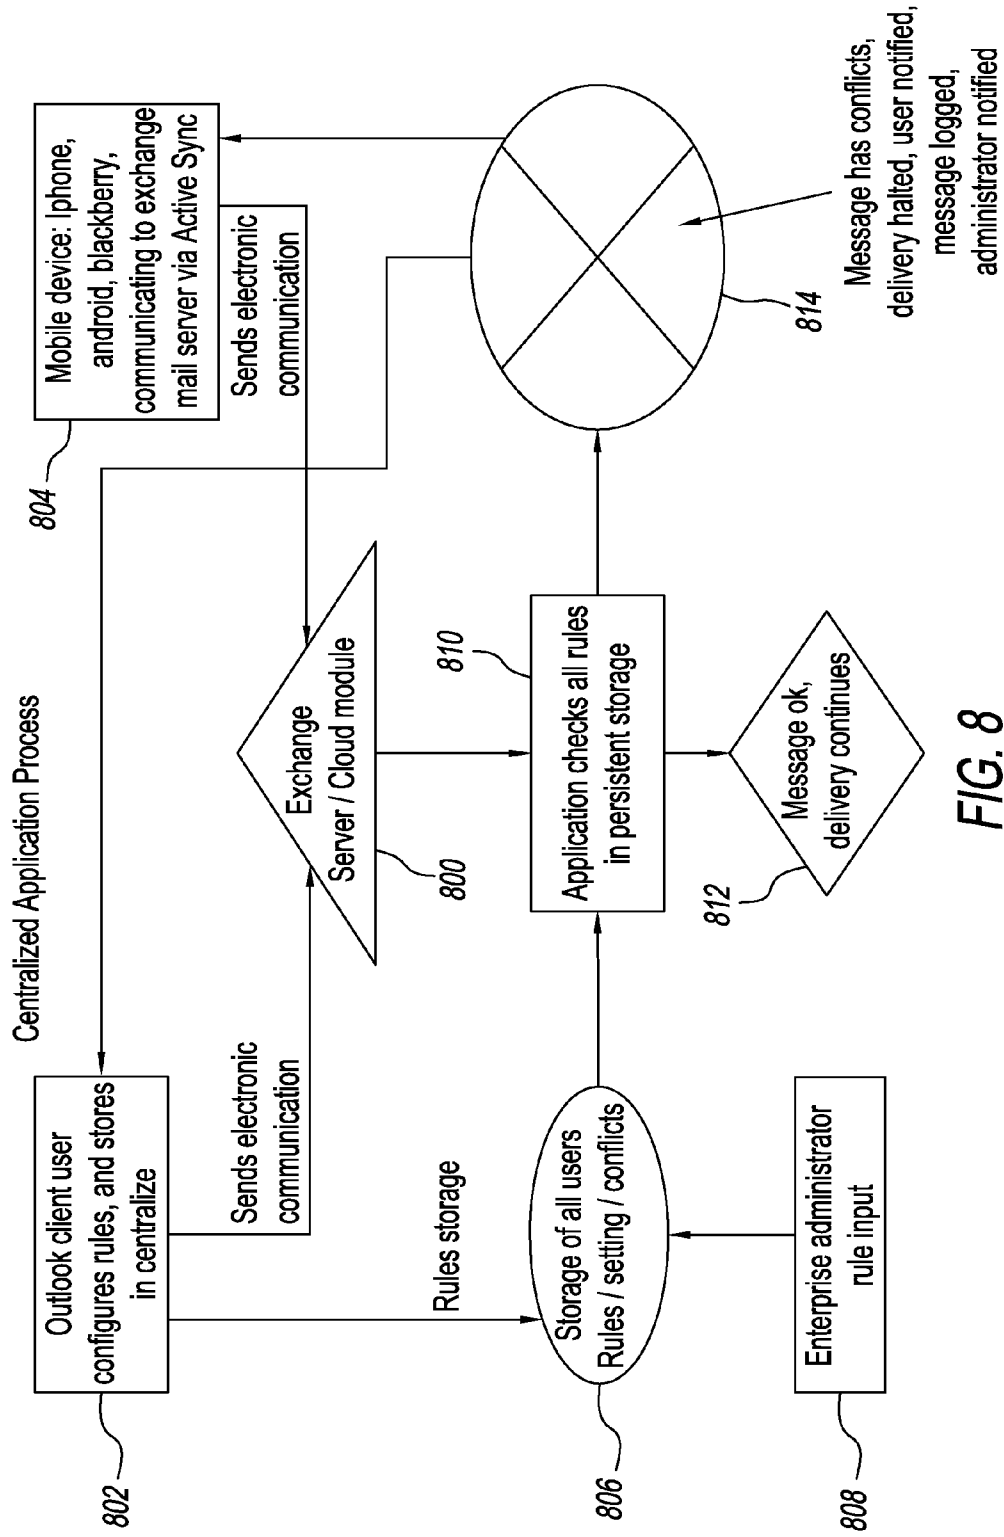 Centralized Application Process
Outlook client user
configures rules, and stores
in centralize
802
Mobile device: Iphone,
android, blackberry,
communicating to exchange
mail server via Active Sync
804
Sends electronic
communication
Sends electronic
communication
Exchange
Server / Cloud module
800
Rules storage
Storage of all users
Rules / setting / conflicts
806
Application checks all rules
in persistent storage
810
814
Message has conflicts,
delivery halted, user notified,
message logged,
administrator notified
Enterprise administrator
rule input
808
Message ok,
delivery continues
812
FIG. 8